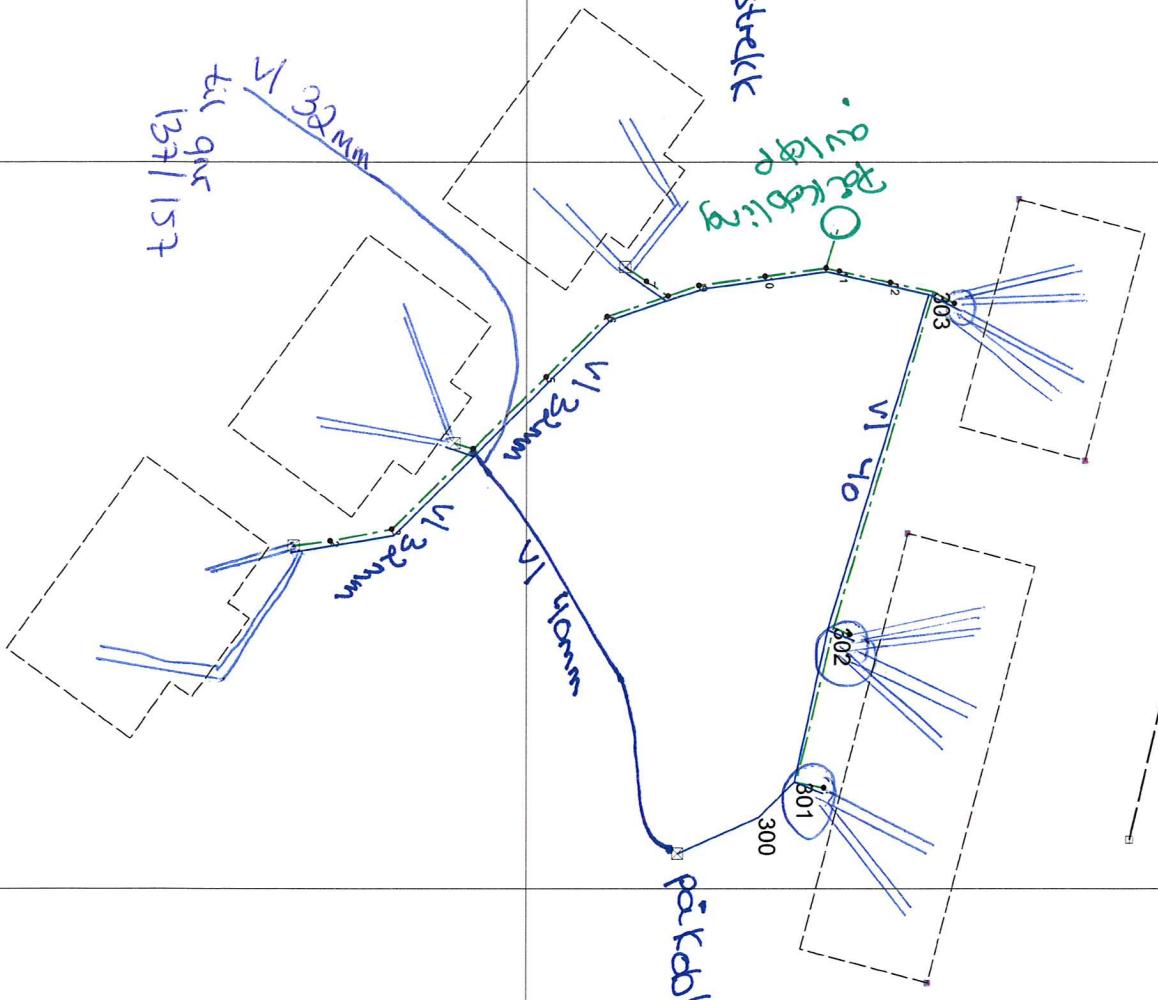 strekk
Vl 32mm
til gnr
137/157
Påkobling
avløp
303
Vl 40
302
301
300
Vl 32mm
Vl 32mm
Vl 40mm
påkobl